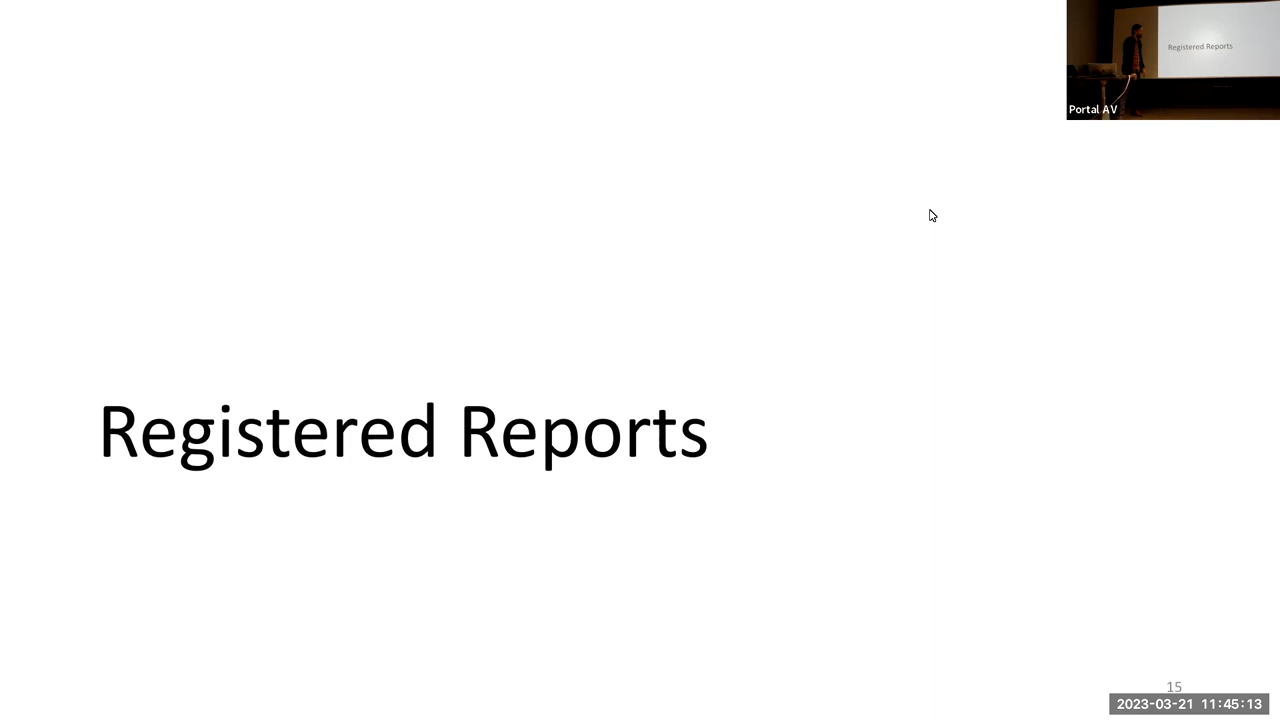 Registered Reports
Portal AV
Registered Reports
15
2023-03-21 11:45:13